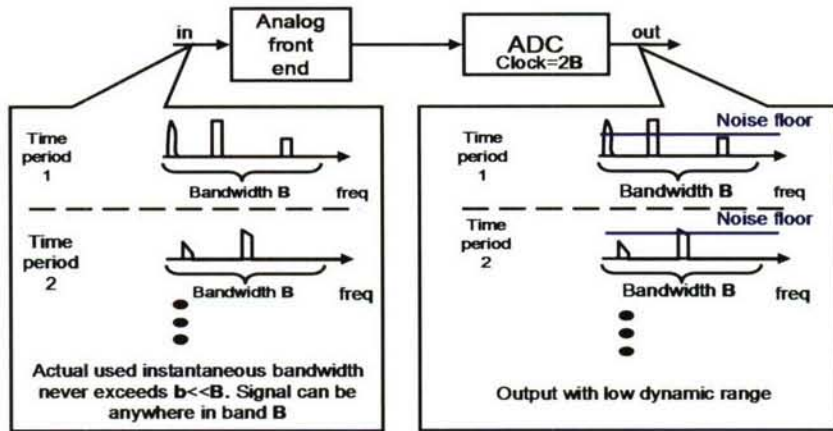 in
Analog
front
end
ADC
Clock=2B
out
Time
period
1
Bandwidth B
freq
Time
period
2
Bandwidth B
freq
Actual used instantaneous bandwidth
never exceeds b<<B. Signal can be
anywhere in band B
Noise floor
Time
period
1
Bandwidth B
freq
Noise floor
Time
period
2
Bandwidth B
freq
Output with low dynamic range